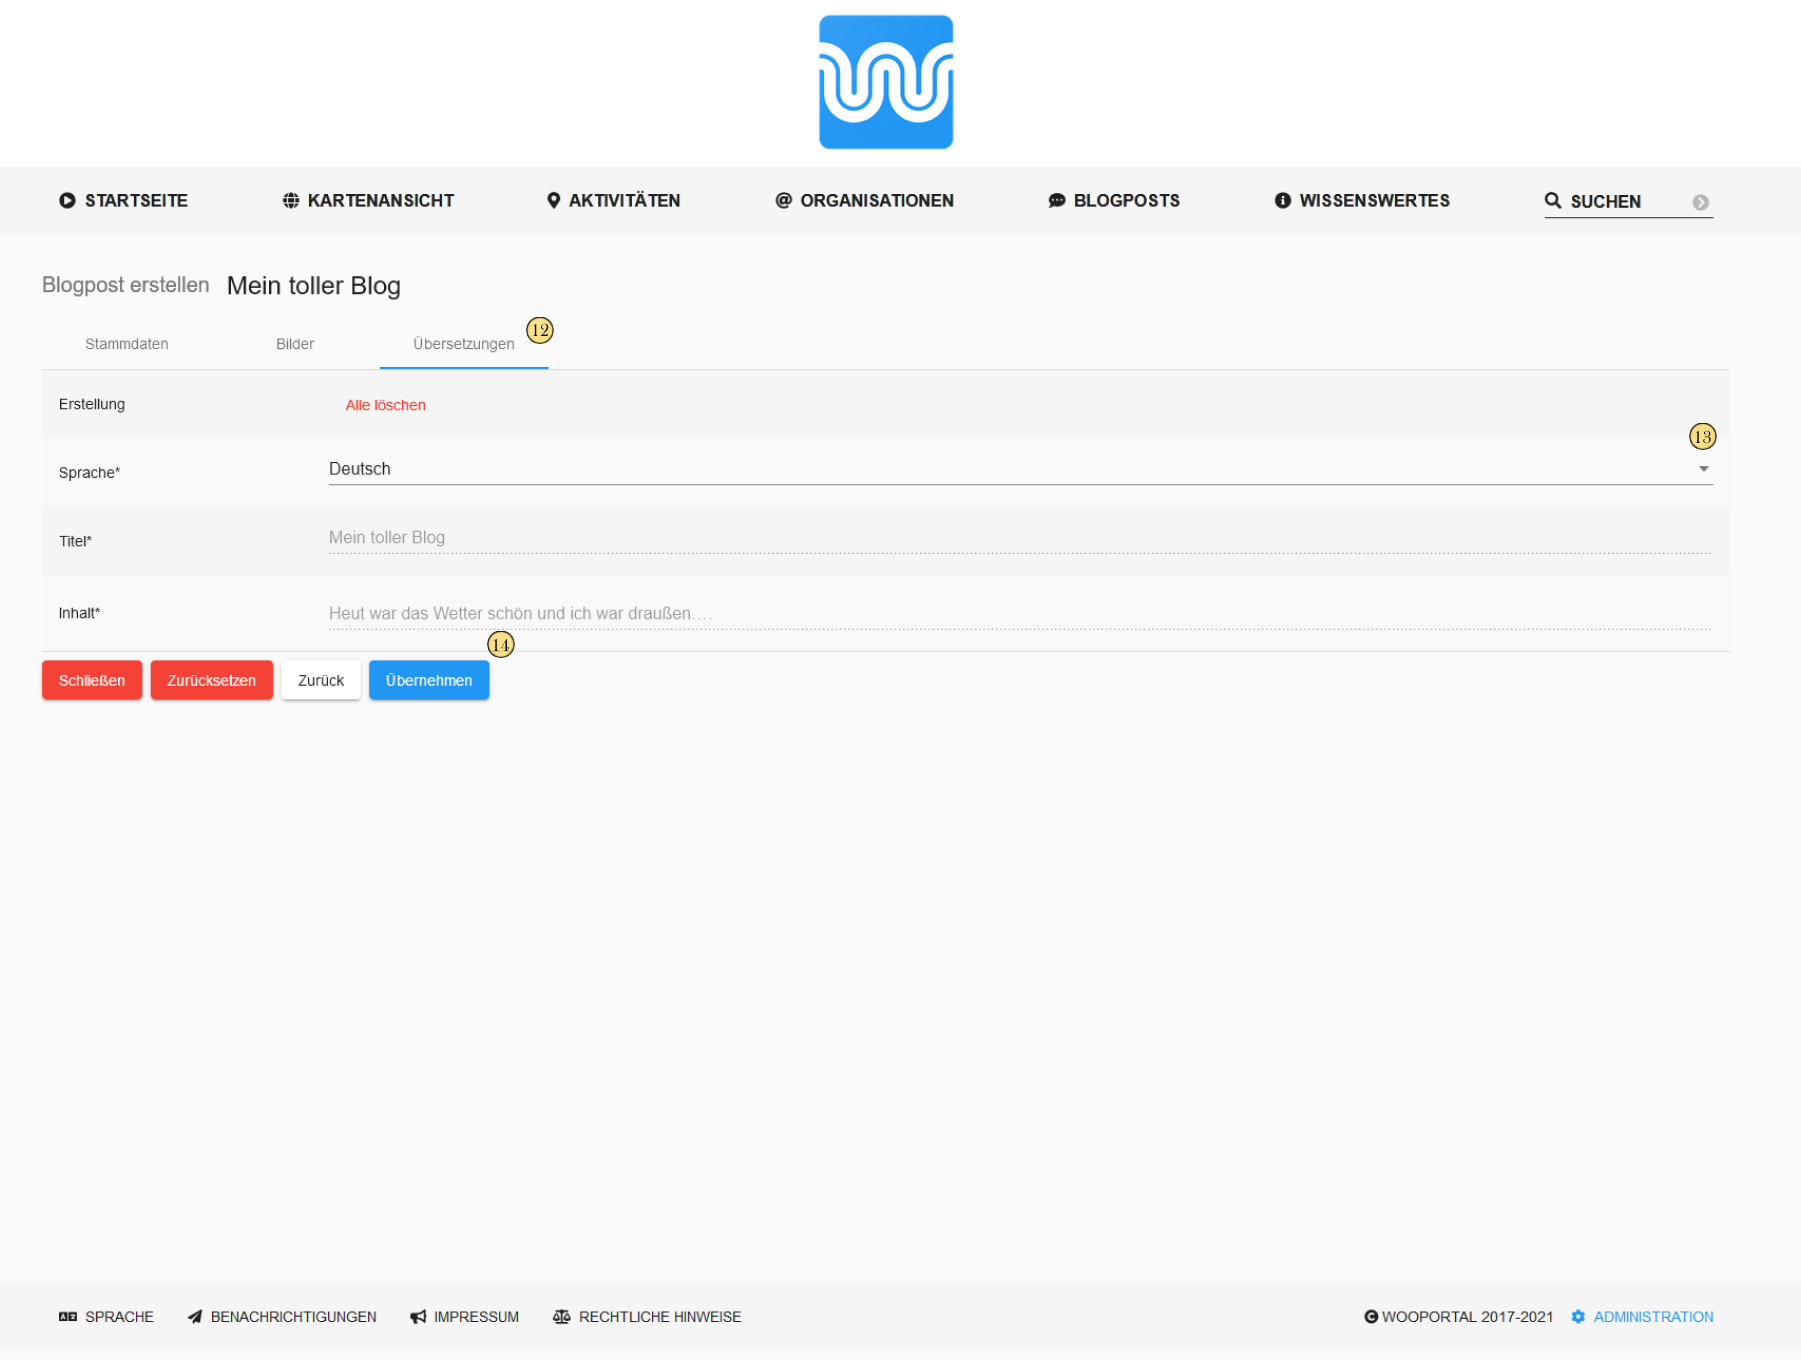 STARTSEITE KARTENANSICHT AKTIVITÄTEN @ ORGANISATIONEN BLOGPOSTS WISSENSWERTES SUCHEN
Blogpost erstellen Mein toller Blog
Stammdaten Bilder Übersetzungen 12
Erstellung Alle löschen
13
Sprache* Deutsch
Titel* Mein toller Blog
Inhalt* Heut war das Wetter schön und ich war draußen....
14
Schließen Zurücksetzen Zurück Übernehmen
SPRACHE BENACHRICHTIGUNGEN IMPRESSUM RECHTLICHE HINWEISE © WOOPORTAL 2017-2021 ADMINISTRATION